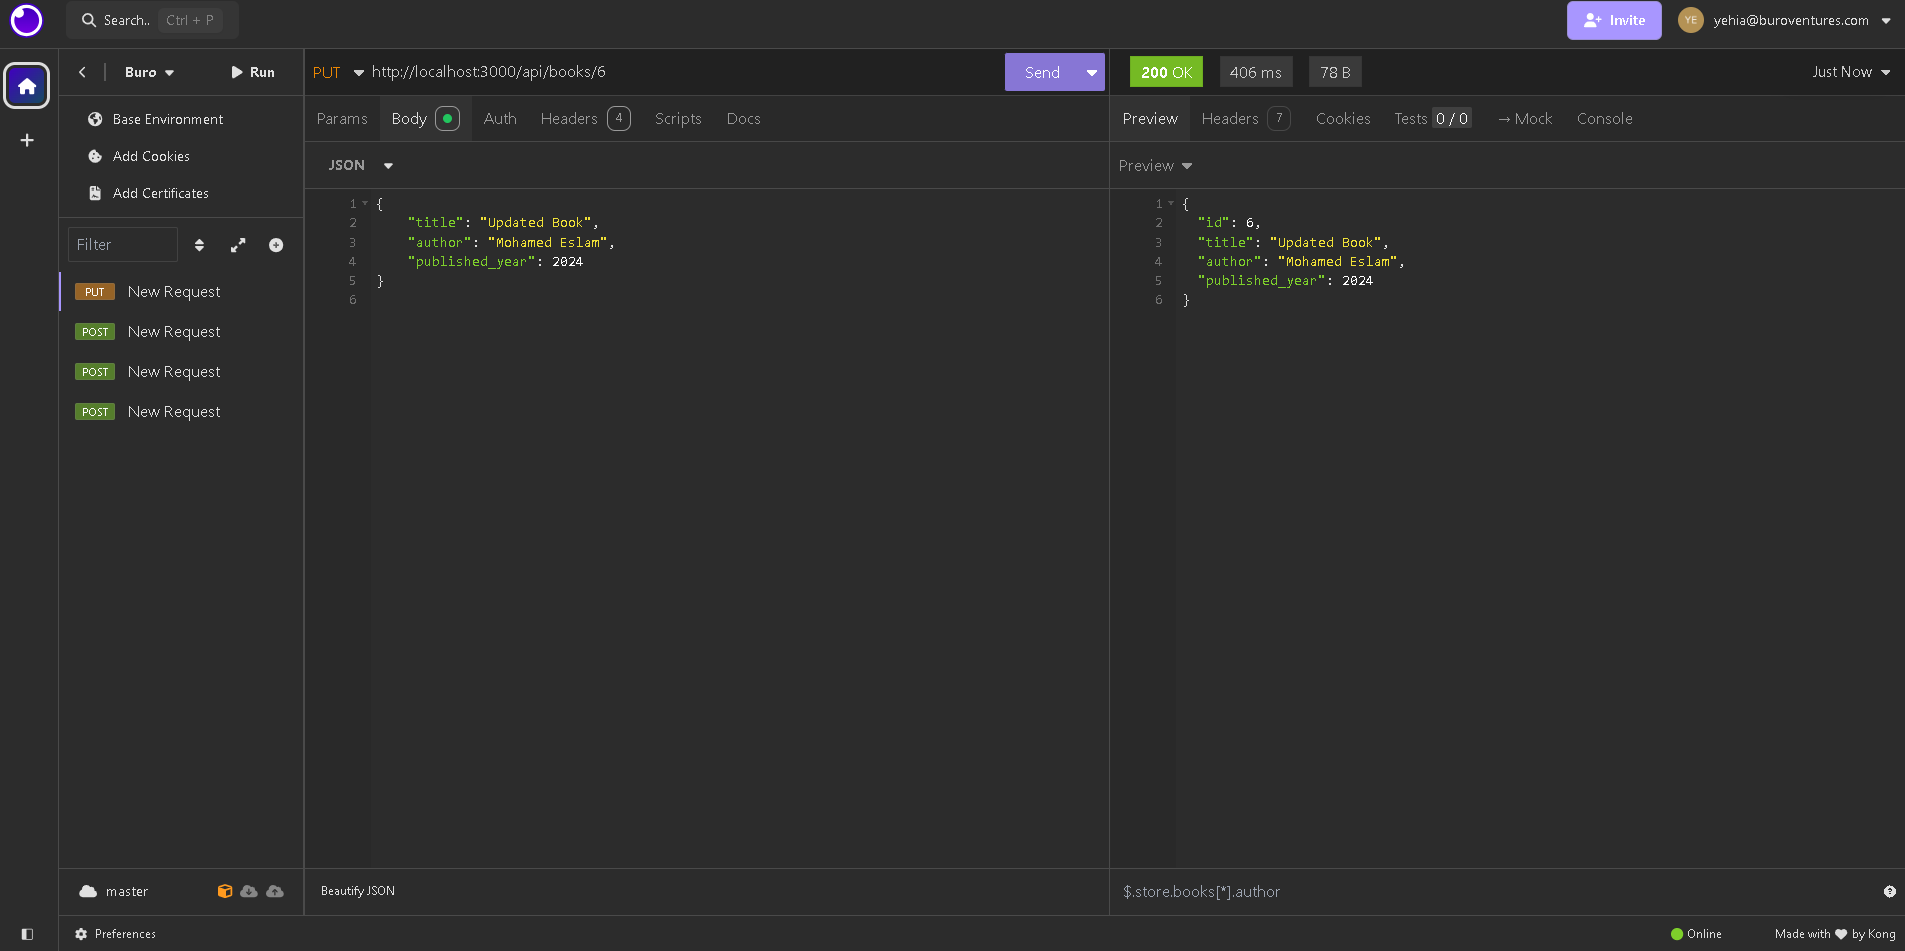 Search.. Ctrl + P
Invite
YE yehia@buroventures.com
Buro
Run
Base Environment
Add Cookies
Add Certificates
Filter
PUT New Request
POST New Request
POST New Request
POST New Request
master
PUT http://localhost:3000/api/books/6
Send
Params Body Auth Headers 4 Scripts Docs
JSON
1 {
2 "title": "Updated Book",
3 "author": "Mohamed Eslam",
4 "published_year": 2024
5 }
6
Beautify JSON
200 OK 406 ms 78 B Just Now
Preview Headers 7 Cookies Tests 0 / 0 → Mock Console
Preview
1 {
2 "id": 6,
3 "title": "Updated Book",
4 "author": "Mohamed Eslam",
5 "published_year": 2024
6 }
$.store.books[*].author
Preferences
Online
Made with ♥ by Kong